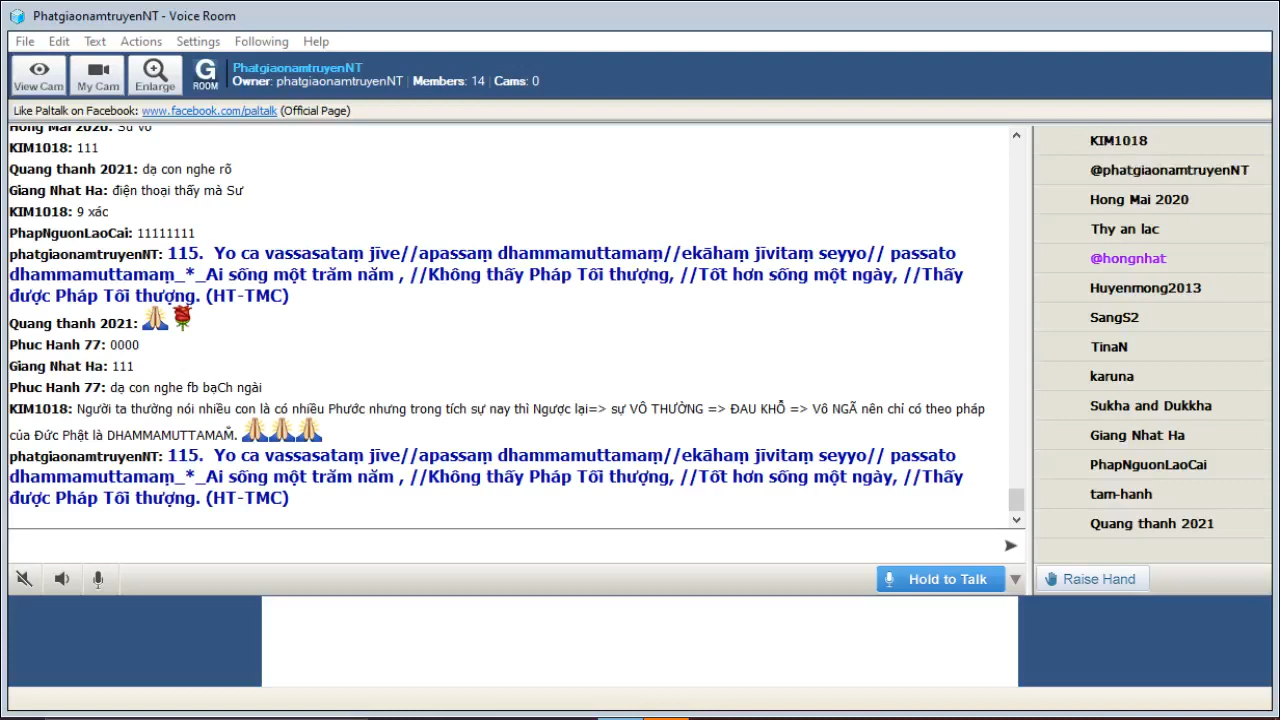 PhatgiaonamtruyenNT - Voice Room
File Edit Text Actions Settings Following Help
View Cam My Cam Enlarge G ROOM
PhatgiaonamtruyenNT
Owner: phatgiaonamtruyenNT | Members: 14 | Cams: 0
Like Paltalk on Facebook: www.facebook.com/paltalk (Official Page)
Hong Mai 2020: Sư vô
KIM1018: 111
Quang thanh 2021: dạ con nghe rõ
Giang Nhat Ha: điện thoại thấy mà Sư
KIM1018: 9 xác
PhapNguonLaoCai: 11111111
phatgiaonamtruyenNT: 115. Yo ca vassasataṃ jīve//apassaṃ dhammamuttamaṃ//ekāhaṃ jīvitaṃ seyyo// passato
dhammamuttamaṃ_*_Ai sống một trăm năm , //Không thấy Pháp Tối thượng, //Tốt hơn sống một ngày, //Thấy
được Pháp Tối thượng. (HT-TMC)
Quang thanh 2021:
Phuc Hanh 77: 0000
Giang Nhat Ha: 111
Phuc Hanh 77: dạ con nghe fb bạCh ngài
KIM1018: Người ta thường nói nhiều con là có nhiều Phước nhưng trong tích sự nay thì Ngược lại=> sự VÔ THƯỜNG => ĐAU KHỔ => Vô NGÃ nên chỉ có theo pháp
của Đức Phật là DHAMMAMUTTAMAM̐.
phatgiaonamtruyenNT: 115. Yo ca vassasataṃ jīve//apassaṃ dhammamuttamaṃ//ekāhaṃ jīvitaṃ seyyo// passato
dhammamuttamaṃ_*_Ai sống một trăm năm , //Không thấy Pháp Tối thượng, //Tốt hơn sống một ngày, //Thấy
được Pháp Tối thượng. (HT-TMC)
Hold to Talk
KIM1018
@phatgiaonamtruyenNT
Hong Mai 2020
Thy an lac
@hongnhat
Huyenmong2013
SangS2
TinaN
karuna
Sukha and Dukkha
Giang Nhat Ha
PhapNguonLaoCai
tam-hanh
Quang thanh 2021
Raise Hand